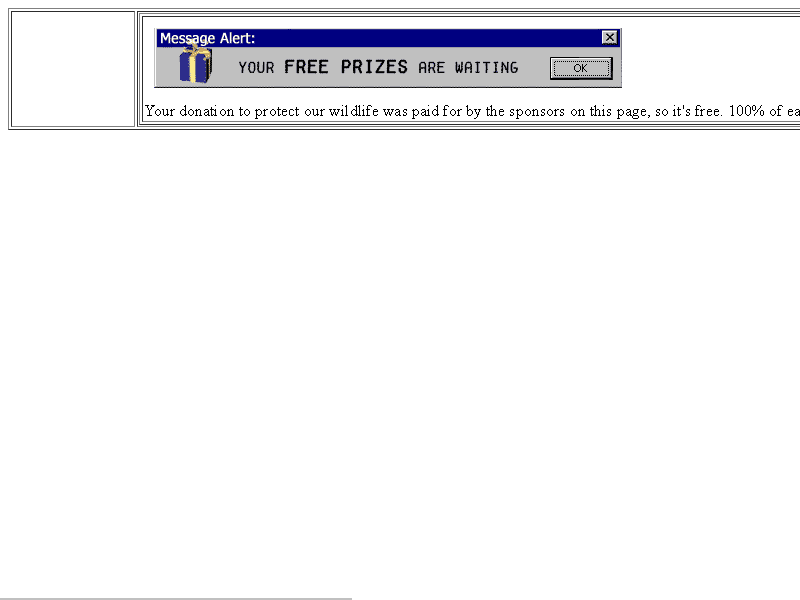 Message Alert:
YOUR FREE PRIZES ARE WAITING
OK
Your donation to protect our wildlife was paid for by the sponsors on this page, so it's free. 100% of ea